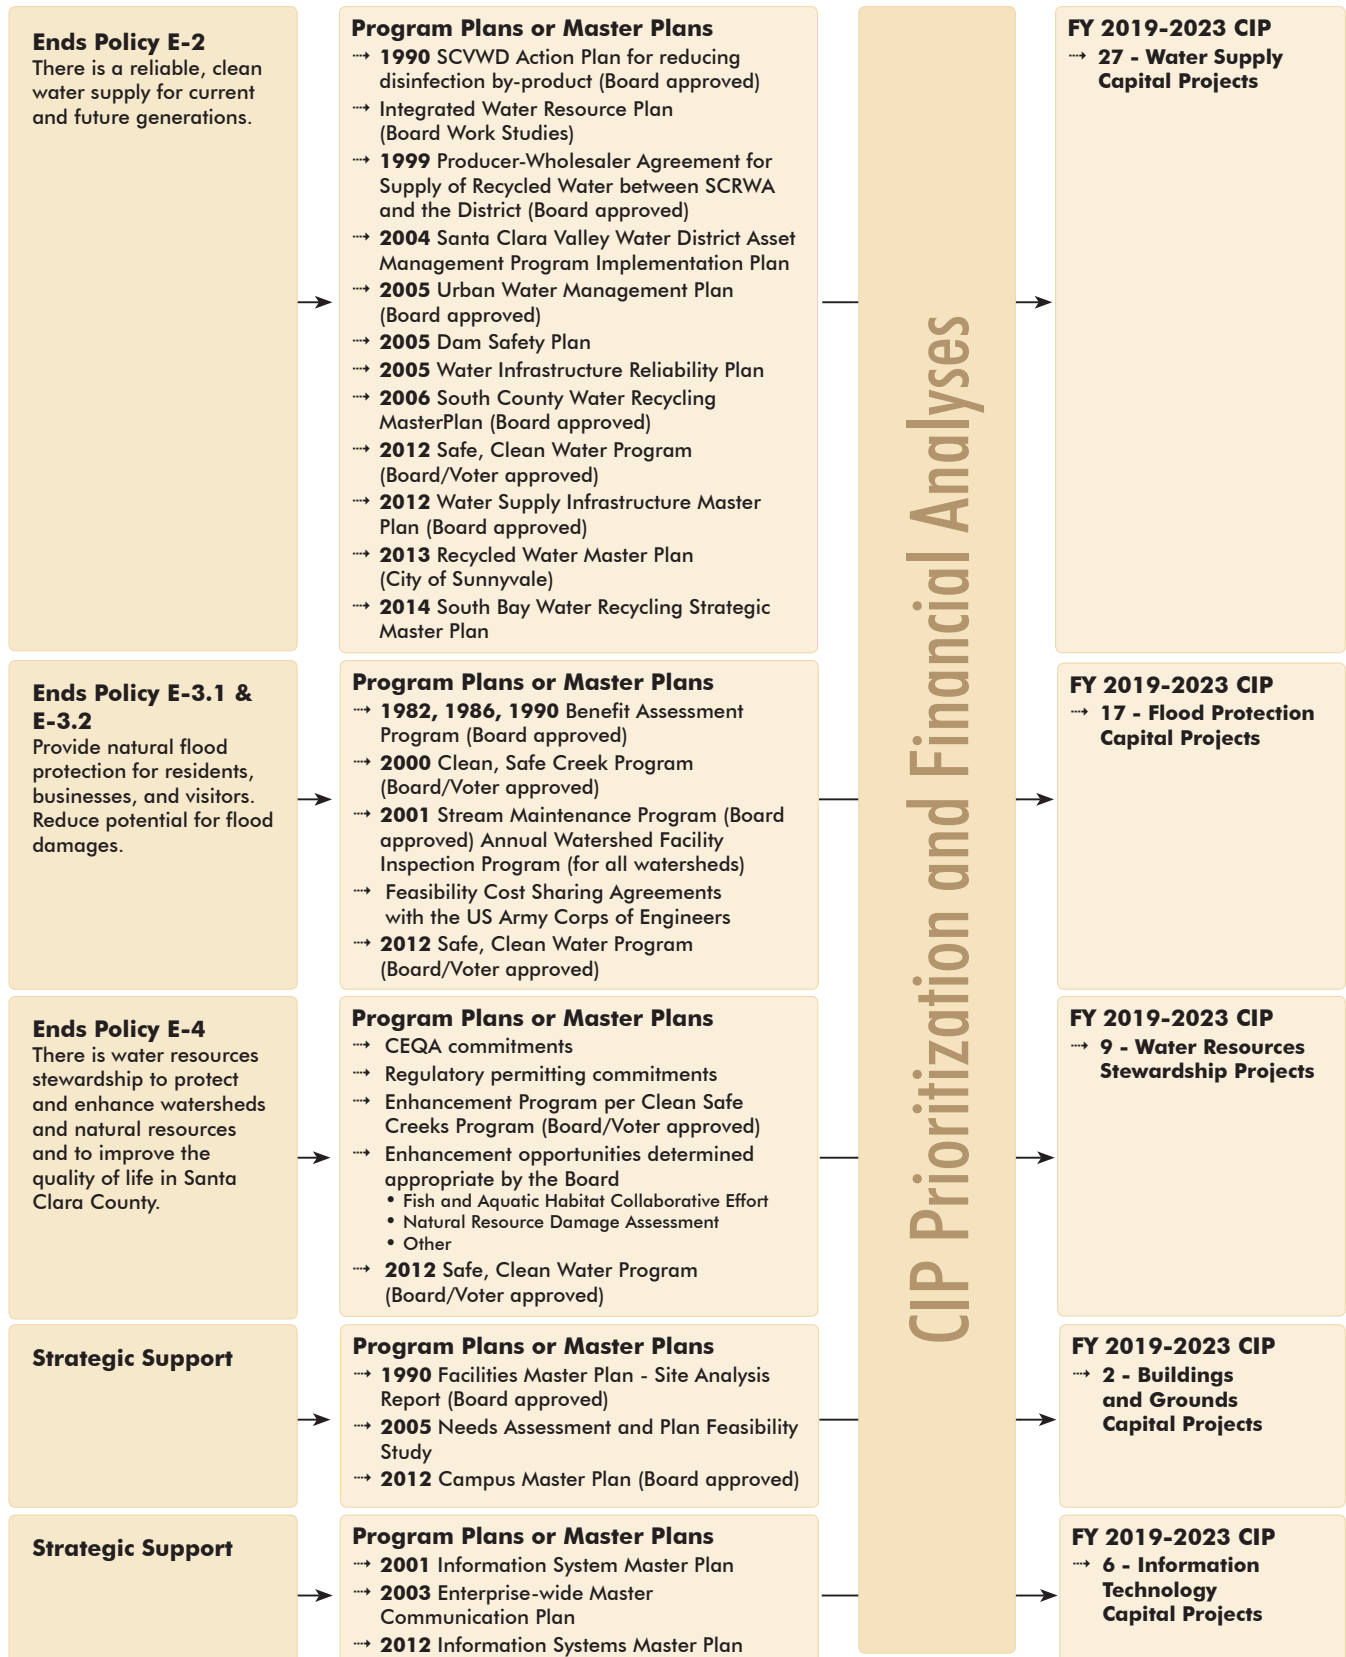 Ends Policy E-2
There is a reliable, clean
water supply for current
and future generations.
Program Plans or Master Plans
⤑ 1990 SCVWD Action Plan for reducing
disinfection by-product (Board approved)
⤑ Integrated Water Resource Plan
(Board Work Studies)
⤑ 1999 Producer-Wholesaler Agreement for
Supply of Recycled Water between SCRWA
and the District (Board approved)
⤑ 2004 Santa Clara Valley Water District Asset
Management Program Implementation Plan
⤑ 2005 Urban Water Management Plan
(Board approved)
⤑ 2005 Dam Safety Plan
⤑ 2005 Water Infrastructure Reliability Plan
⤑ 2006 South County Water Recycling
MasterPlan (Board approved)
⤑ 2012 Safe, Clean Water Program
(Board/Voter approved)
⤑ 2012 Water Supply Infrastructure Master
Plan (Board approved)
⤑ 2013 Recycled Water Master Plan
(City of Sunnyvale)
⤑ 2014 South Bay Water Recycling Strategic
Master Plan
CIP Prioritization and Financial Analyses
FY 2019-2023 CIP
⤑ 27 - Water Supply
Capital Projects
Ends Policy E-3.1 &
E-3.2
Provide natural flood
protection for residents,
businesses, and visitors.
Reduce potential for flood
damages.
Program Plans or Master Plans
⤑ 1982, 1986, 1990 Benefit Assessment
Program (Board approved)
⤑ 2000 Clean, Safe Creek Program
(Board/Voter approved)
⤑ 2001 Stream Maintenance Program (Board
approved) Annual Watershed Facility
Inspection Program (for all watersheds)
⤑ Feasibility Cost Sharing Agreements
with the US Army Corps of Engineers
⤑ 2012 Safe, Clean Water Program
(Board/Voter approved)
FY 2019-2023 CIP
⤑ 17 - Flood Protection
Capital Projects
Ends Policy E-4
There is water resources
stewardship to protect
and enhance watersheds
and natural resources
and to improve the
quality of life in Santa
Clara County.
Program Plans or Master Plans
⤑ CEQA commitments
⤑ Regulatory permitting commitments
⤑ Enhancement Program per Clean Safe
Creeks Program (Board/Voter approved)
⤑ Enhancement opportunities determined
appropriate by the Board
• Fish and Aquatic Habitat Collaborative Effort
• Natural Resource Damage Assessment
• Other
⤑ 2012 Safe, Clean Water Program
(Board/Voter approved)
FY 2019-2023 CIP
⤑ 9 - Water Resources
Stewardship Projects
Strategic Support
Program Plans or Master Plans
⤑ 1990 Facilities Master Plan - Site Analysis
Report (Board approved)
⤑ 2005 Needs Assessment and Plan Feasibility
Study
⤑ 2012 Campus Master Plan (Board approved)
FY 2019-2023 CIP
⤑ 2 - Buildings
and Grounds
Capital Projects
Strategic Support
Program Plans or Master Plans
⤑ 2001 Information System Master Plan
⤑ 2003 Enterprise-wide Master
Communication Plan
⤑ 2012 Information Systems Master Plan
FY 2019-2023 CIP
⤑ 6 - Information
Technology
Capital Projects